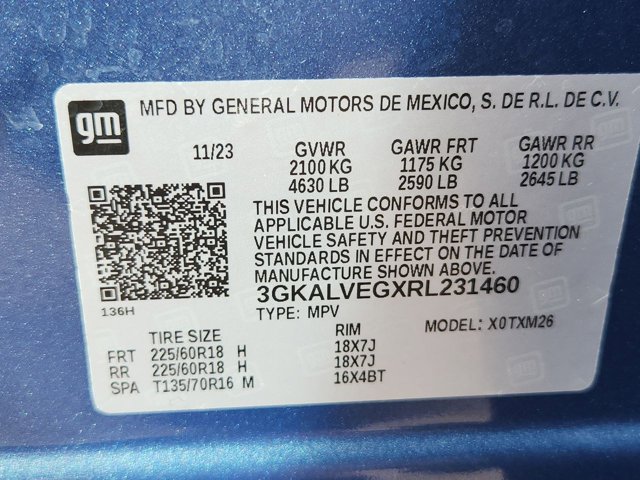 gm
MFD BY GENERAL MOTORS DE MEXICO, S. DE R.L. DE C.V.
11/23 GVWR GAWR FRT GAWR RR
2100 KG 1175 KG 1200 KG
4630 LB 2590 LB 2645 LB
THIS VEHICLE CONFORMS TO ALL
APPLICABLE U.S. FEDERAL MOTOR
VEHICLE SAFETY AND THEFT PREVENTION
STANDARDS IN EFFECT ON THE DATE OF
MANUFACTURE SHOWN ABOVE.
3GKALVEGXRL231460
136H
TYPE: MPV MODEL: X0TXM26
TIRE SIZE RIM
FRT 225/60R18 H 18X7J
RR 225/60R18 H 18X7J
SPA T135/70R16 M 16X4BT